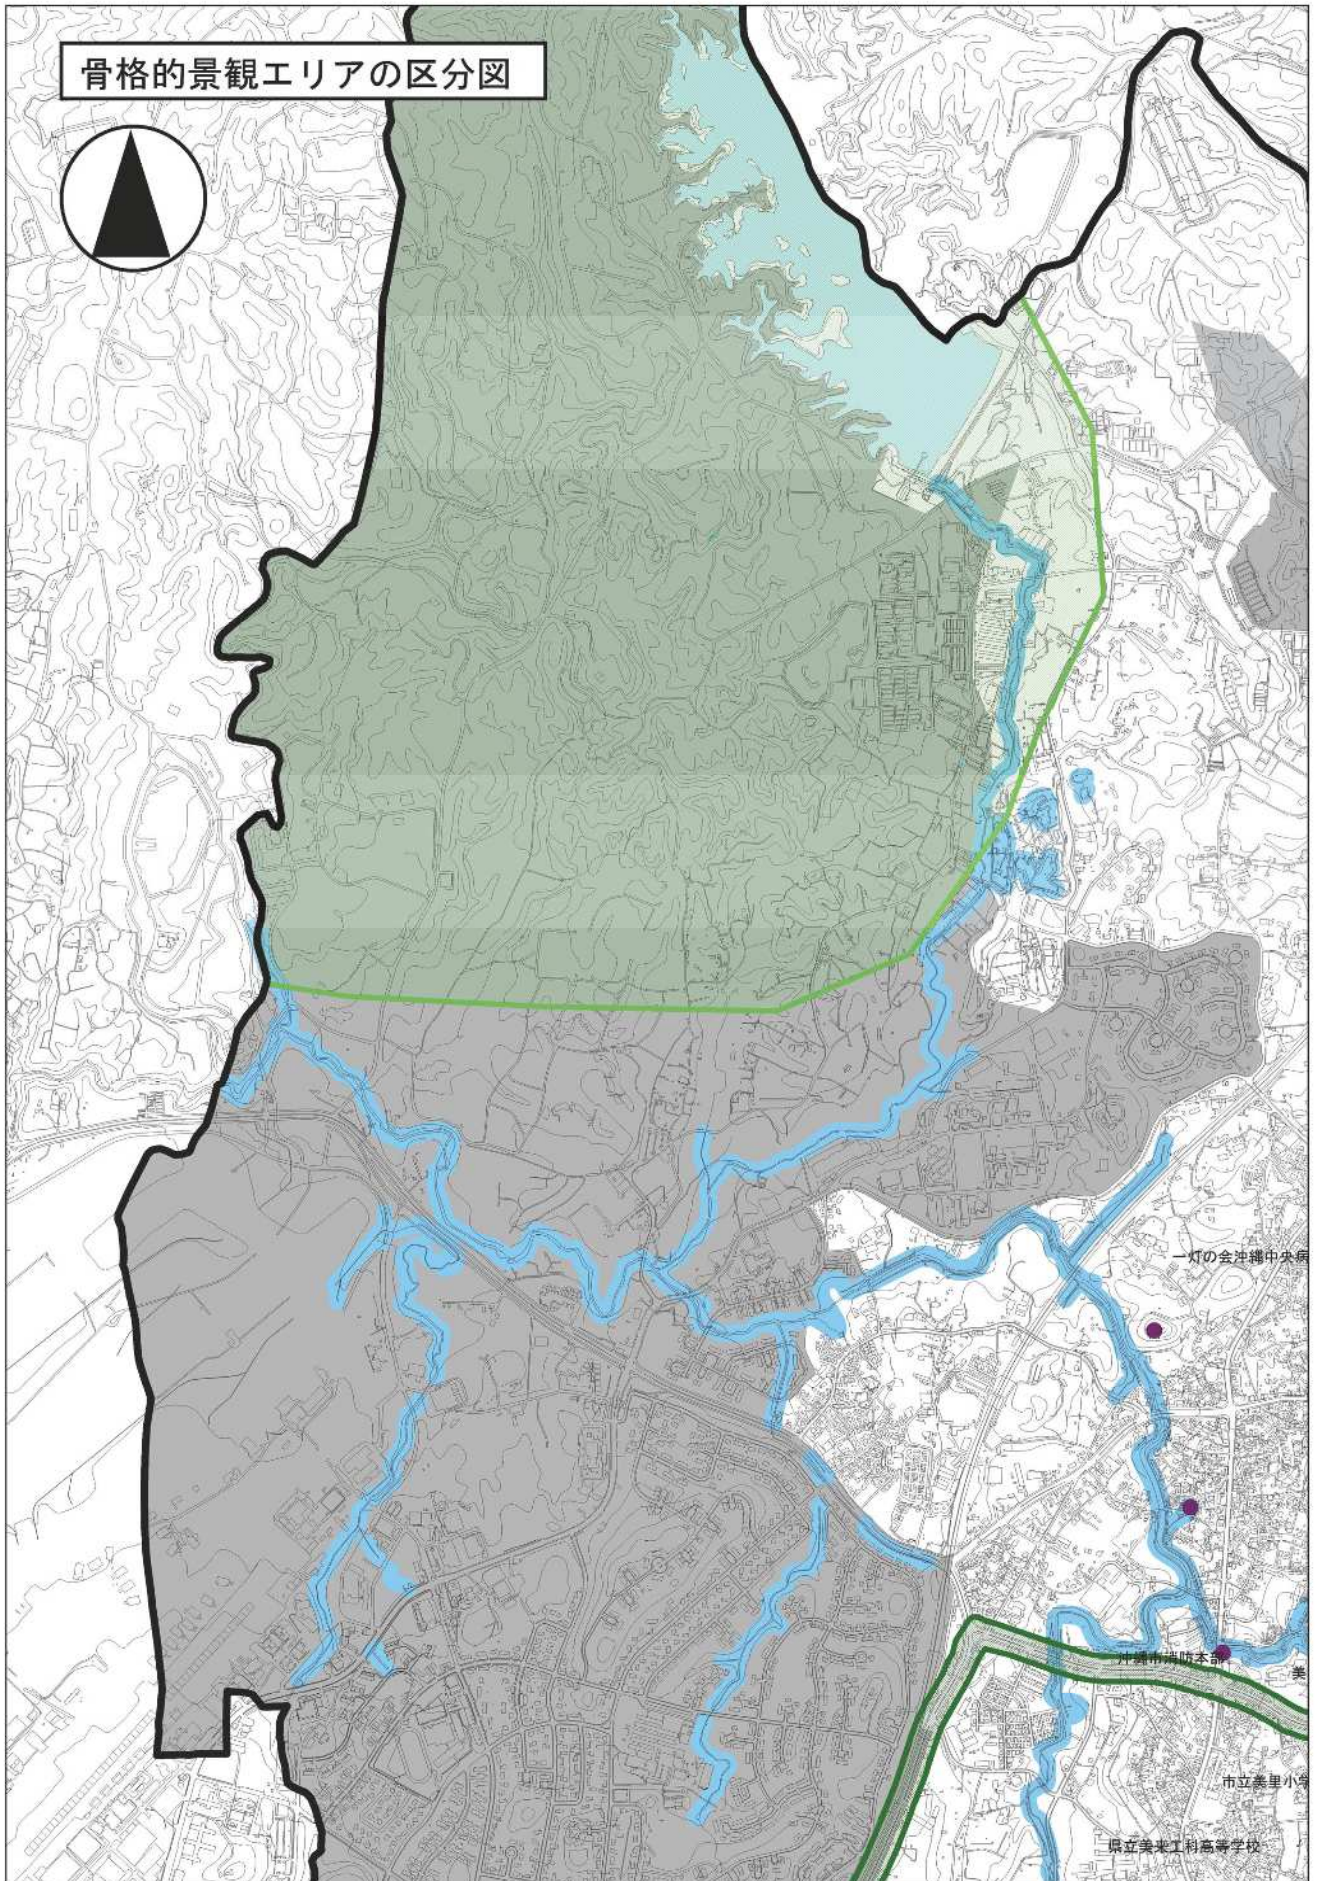 骨格的景観エリアの区分図
一灯の会沖縄中央病
沖縄市消防本部
美
市立美里小学
県立美来工科高等学校